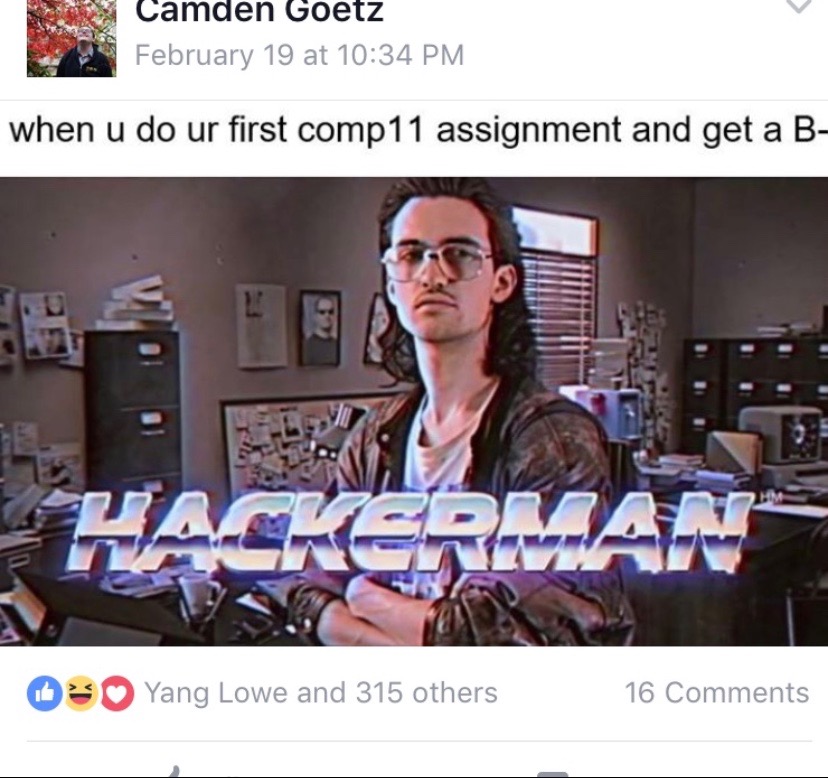 Camden Goetz
February 19 at 10:34 PM
when u do ur first comp11 assignment and get a B-
HACKERMAN
HM
Yang Lowe and 315 others
16 Comments